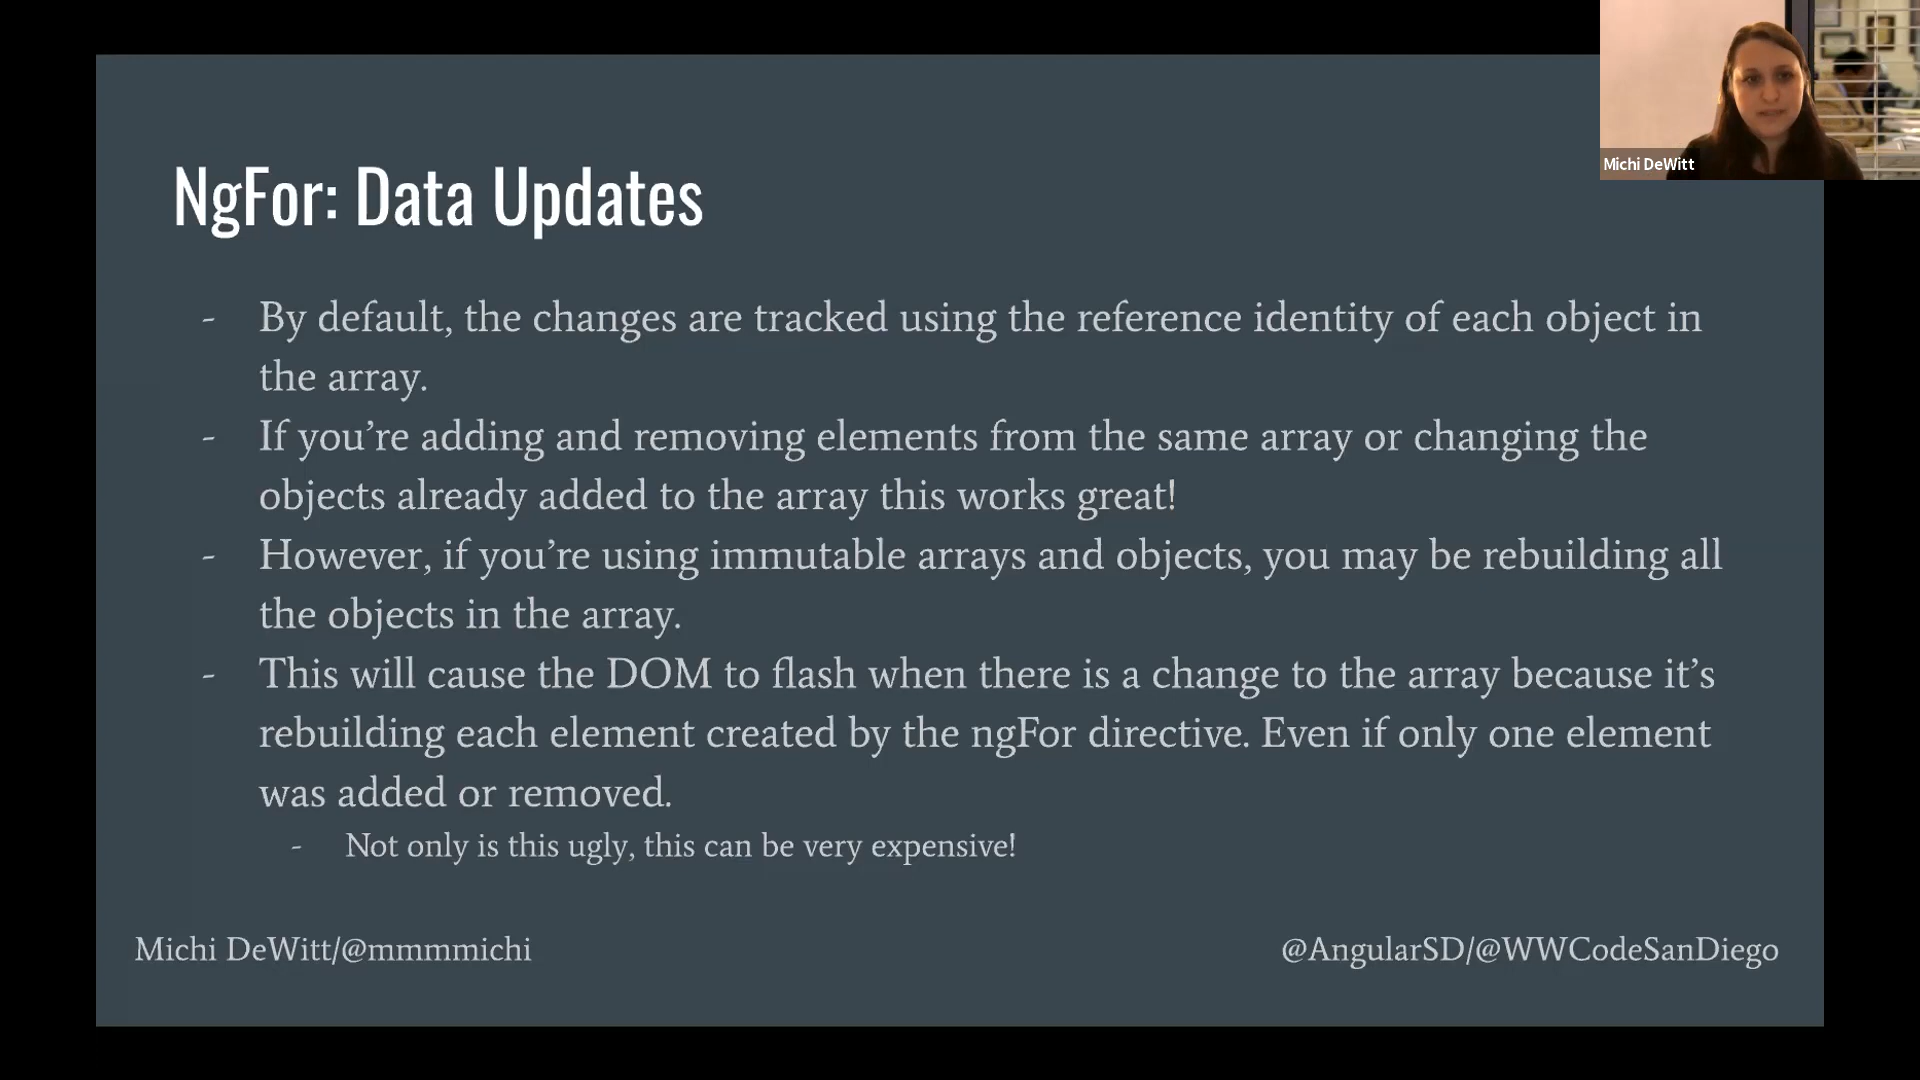 Michi DeWitt
NgFor: Data Updates
- By default, the changes are tracked using the reference identity of each object in
the array.
- If you’re adding and removing elements from the same array or changing the
objects already added to the array this works great!
- However, if you’re using immutable arrays and objects, you may be rebuilding all
the objects in the array.
- This will cause the DOM to flash when there is a change to the array because it’s
rebuilding each element created by the ngFor directive. Even if only one element
was added or removed.
- Not only is this ugly, this can be very expensive!
Michi DeWitt/@mmmmichi
@AngularSD/@WWCodeSanDiego